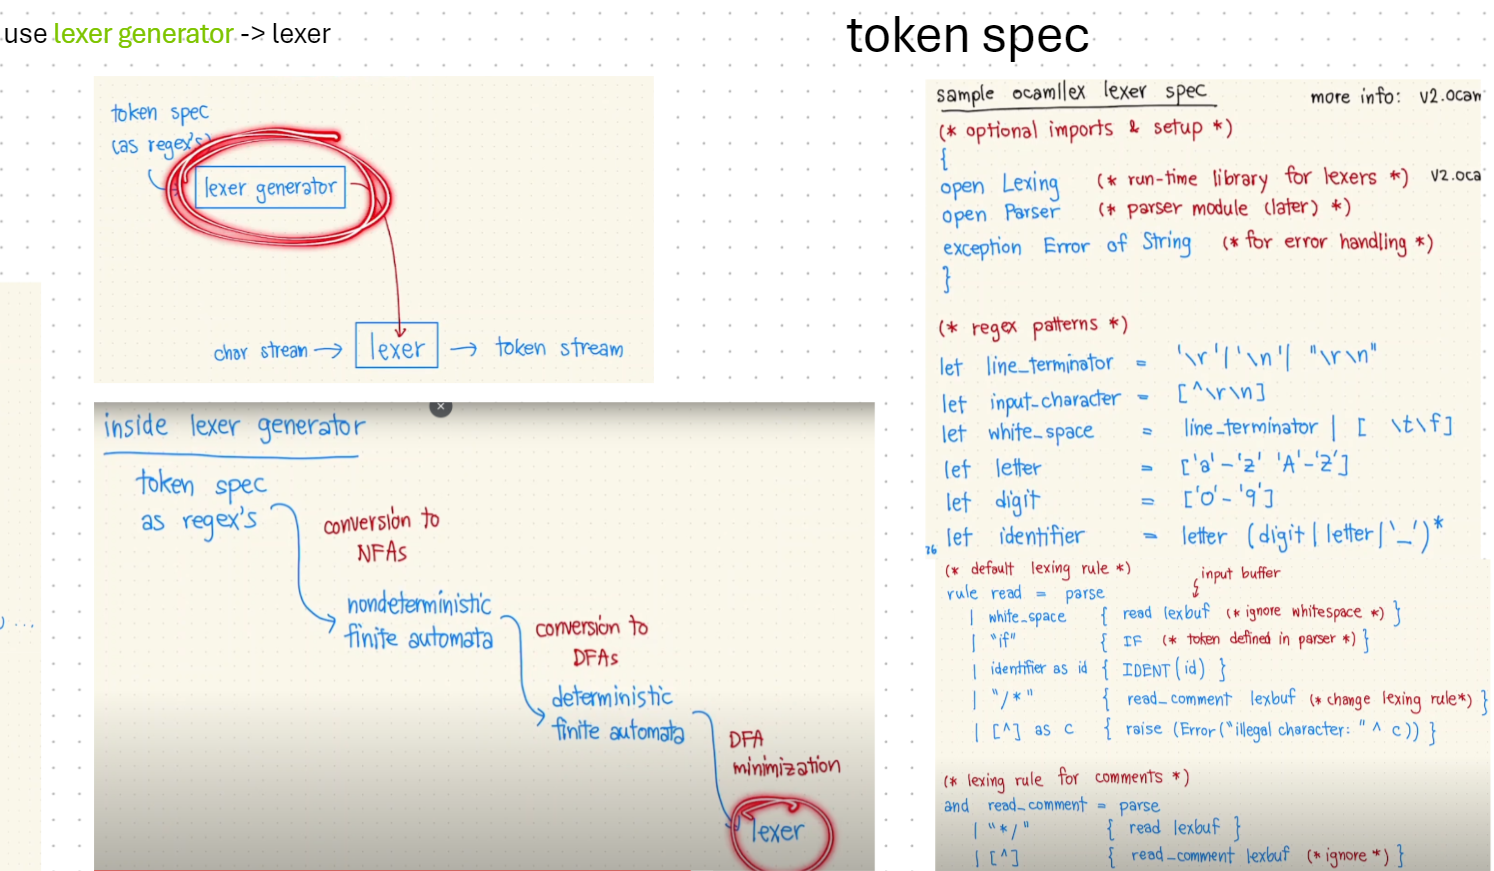 use lexer generator -> lexer
token spec
(as regex's)
lexer generator
char stream → lexer → token stream
inside lexer generator
token spec
as regex's
conversion to
NFAs
nondeterministic
finite automata
conversion to
DFAs
deterministic
finite automata
DFA
minimization
lexer
) ...
token spec
sample ocamllex lexer spec
more info: v2.ocam
(* optional imports & setup *)
{
open Lexing (* run-time library for lexers *) v2.oca
open Parser (* parser module (later) *)
exception Error of String (* for error handling *)
}
(* regex patterns *)
let line_terminator = '\r' | '\n' | "\r\n"
let input_character = [^\r\n]
let white_space = line_terminator | [ \t\f]
let letter = ['a'-'z' 'A'-'Z']
let digit = ['0'-'9']
let identifier = letter (digit | letter | '_')*
16
(* default lexing rule *)
input buffer
rule read = parse
| white_space { read lexbuf (* ignore whitespace *) }
| "if" { IF (* token defined in parser *) }
| identifier as id { IDENT(id) }
| "/*" { read_comment lexbuf (* change lexing rule*) }
| [^] as c { raise (Error("illegal character: " ^ c)) }
(* lexing rule for comments *)
and read_comment = parse
| "*/" { read lexbuf }
| [^] { read_comment lexbuf (* ignore *) }